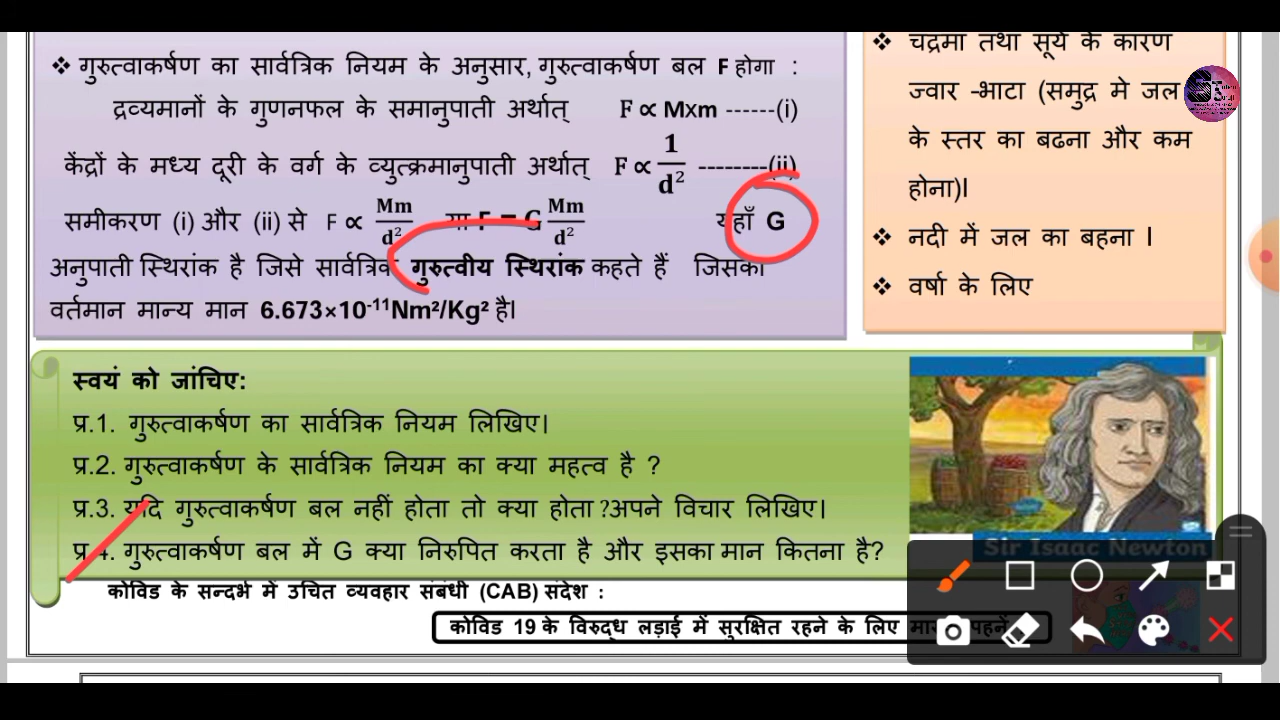 ❖ गुरुत्वाकर्षण का सार्वत्रिक नियम के अनुसार, गुरुत्वाकर्षण बल F होगा :
द्रव्यमानों के गुणनफल के समानुपाती अर्थात् F ∝ Mxm ------(i)
केंद्रों के मध्य दूरी के वर्ग के व्युत्क्रमानुपाती अर्थात् F ∝ 1/d² --------(ii)
समीकरण (i) और (ii) से F ∝ Mm/d² या F = G Mm/d² यहाँ G
अनुपाती स्थिरांक है जिसे सार्वत्रिक गुरुत्वीय स्थिरांक कहते हैं जिसका
वर्तमान मान्य मान 6.673×10⁻¹¹Nm²/Kg² है।
❖ चद्रमा तथा सूर्य के कारण
ज्वार -भाटा (समुद्र मे जल
के स्तर का बढना और कम
होना)।
❖ नदी में जल का बहना ।
❖ वर्षा के लिए
स्वयं को जांचिए:
प्र.1. गुरुत्वाकर्षण का सार्वत्रिक नियम लिखिए।
प्र.2. गुरुत्वाकर्षण के सार्वत्रिक नियम का क्या महत्व है ?
प्र.3. यदि गुरुत्वाकर्षण बल नहीं होता तो क्या होता ?अपने विचार लिखिए।
प्र.4. गुरुत्वाकर्षण बल में G क्या निरुपित करता है और इसका मान कितना है?
Sir Isaac Newton
कोविड के सन्दर्भ में उचित व्यवहार संबंधी (CAB) संदेश :
कोविड 19 के विरुद्ध लड़ाई में सुरक्षित रहने के लिए पहनें